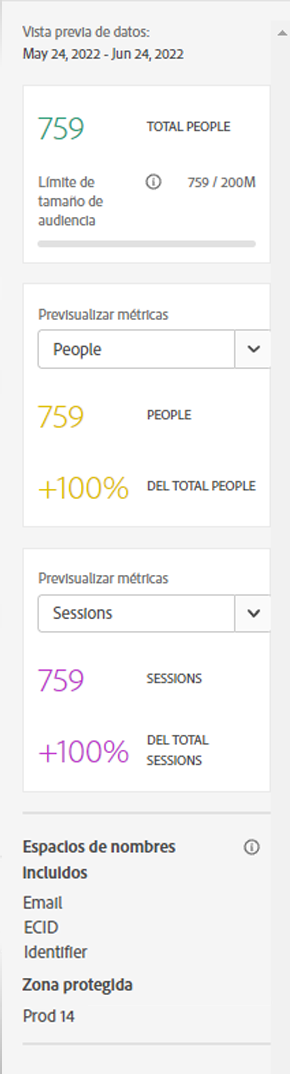 Vista previa de datos:
May 24, 2022 - Jun 24, 2022
759 TOTAL PEOPLE
Límite de tamaño de audiencia 759 / 200M
Previsualizar métricas
People
759 PEOPLE
+100% DEL TOTAL PEOPLE
Previsualizar métricas
Sessions
759 SESSIONS
+100% DEL TOTAL SESSIONS
Espacios de nombres
incluidos
Email
ECID
Identifier
Zona protegida
Prod 14